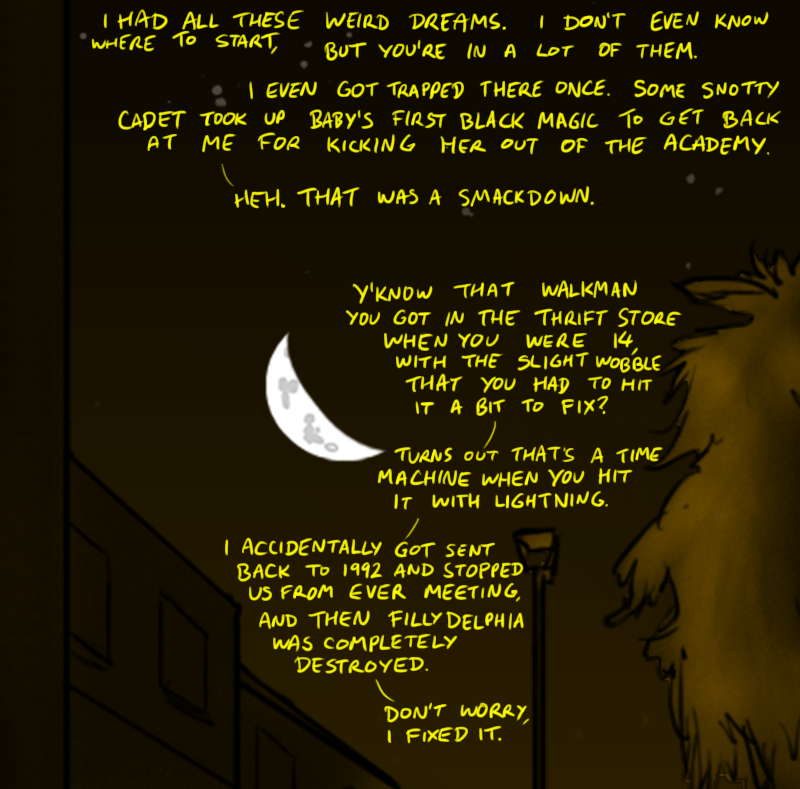 I HAD ALL THESE WEIRD DREAMS. I DON'T EVEN KNOW
WHERE TO START, BUT YOU'RE IN A LOT OF THEM.
I EVEN GOT TRAPPED THERE ONCE. SOME SNOTTY
CADET TOOK UP BABY'S FIRST BLACK MAGIC TO GET BACK
AT ME FOR KICKING HER OUT OF THE ACADEMY.
HEH. THAT WAS A SMACKDOWN.
Y'KNOW THAT WALKMAN
YOU GOT IN THE THRIFT STORE
WHEN YOU WERE 14,
WITH THE SLIGHT WOBBLE
THAT YOU HAD TO HIT
IT A BIT TO FIX?
TURNS OUT THAT'S A TIME
MACHINE WHEN YOU HIT
IT WITH LIGHTNING.
I ACCIDENTALLY GOT SENT
BACK TO 1992 AND STOPPED
US FROM EVER MEETING,
AND THEN FILLYDELPHIA
WAS COMPLETELY
DESTROYED.
DON'T WORRY,
I FIXED IT.